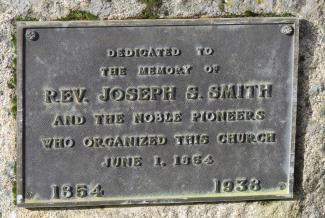 DEDICATED TO
THE MEMORY OF
REV. JOSEPH S. SMITH
AND THE NOBLE PIONEERS
WHO ORGANIZED THIS CHURCH
JUNE 1, 1854
1854 1938